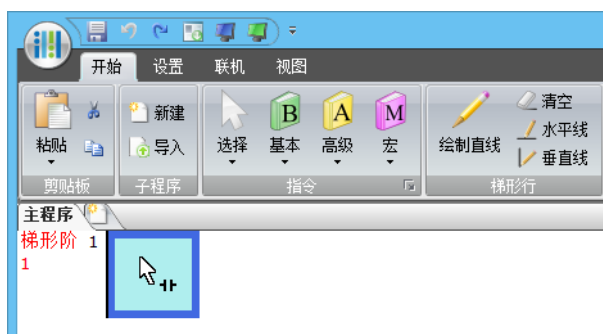 开始 设置 联机 视图
粘贴 新建 导入 选择 B 基本 A 高级 M 宏 绘制直线 清空 水平线 垂直线
剪贴板 子程序 指令 梯形行
主程序
梯形阶 1
1